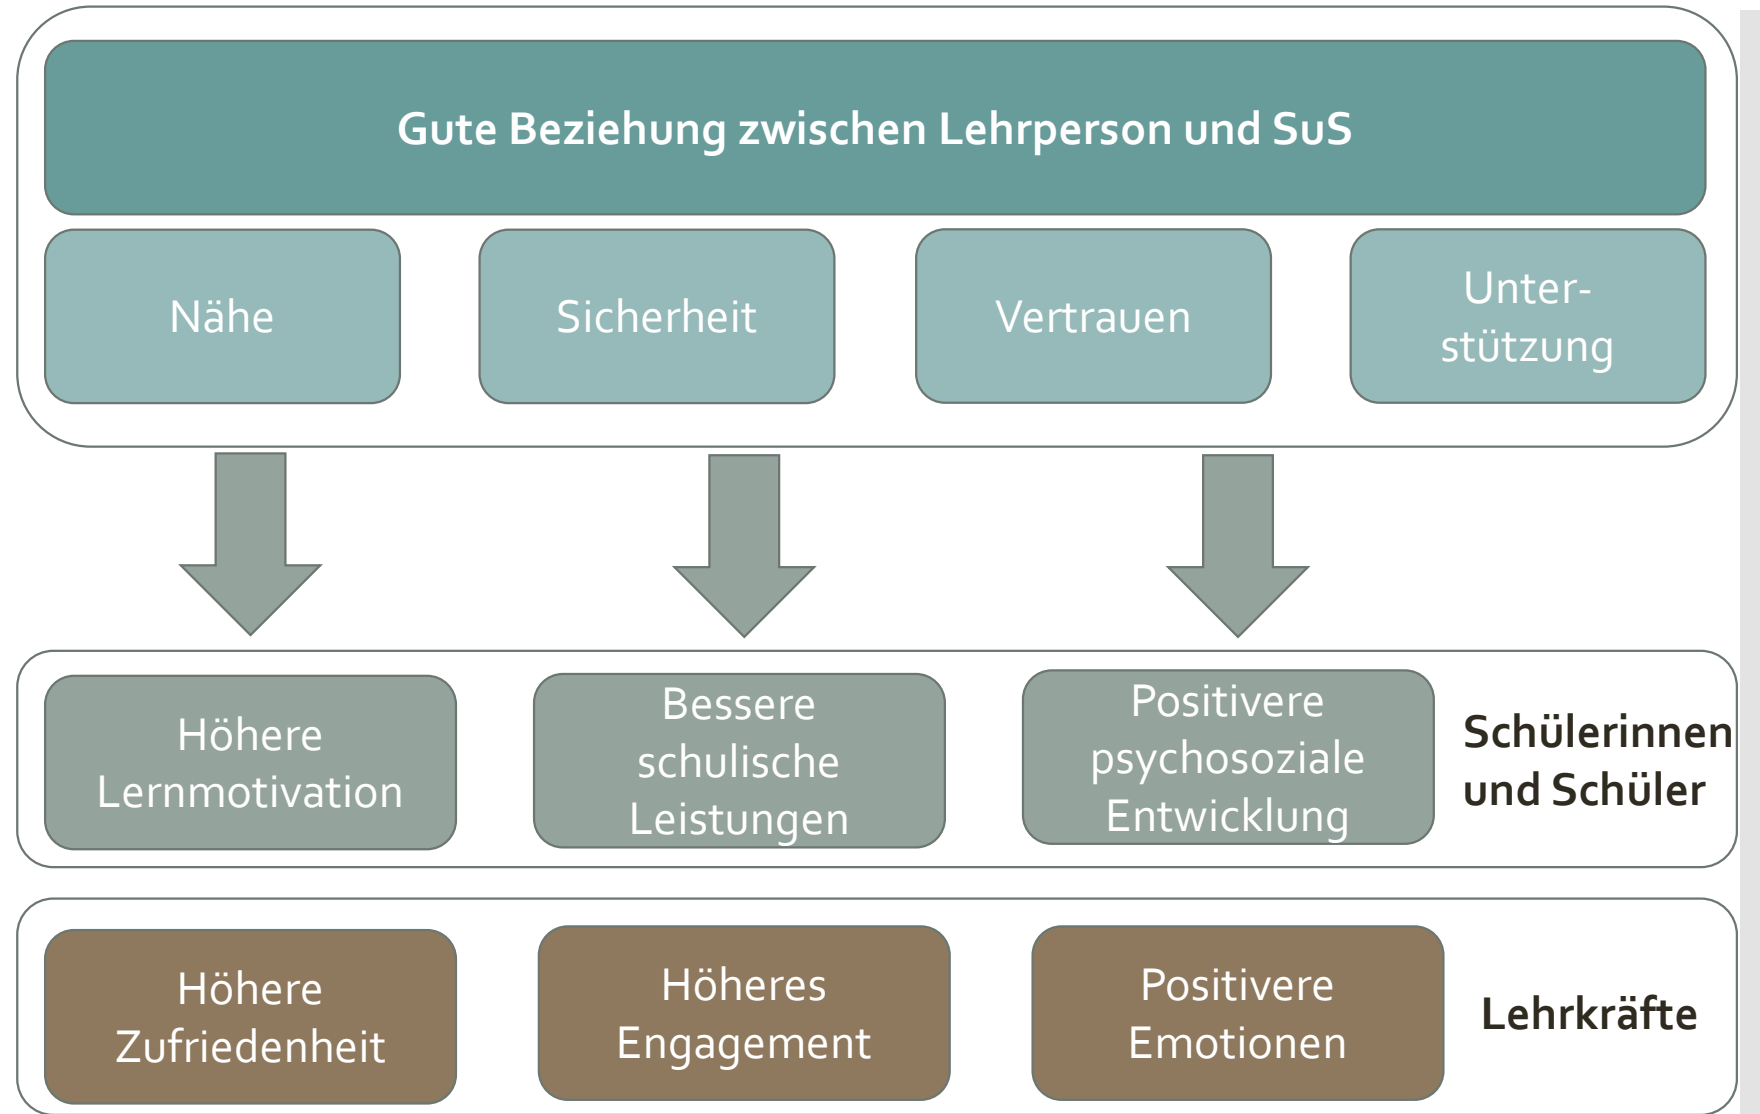 Gute Beziehung zwischen Lehrperson und SuS
Nähe
Sicherheit
Vertrauen
Unter-
stützung
Höhere
Lernmotivation
Bessere
schulische
Leistungen
Positivere
psychosoziale
Entwicklung
Schülerinnen
und Schüler
Höhere
Zufriedenheit
Höheres
Engagement
Positivere
Emotionen
Lehrkräfte